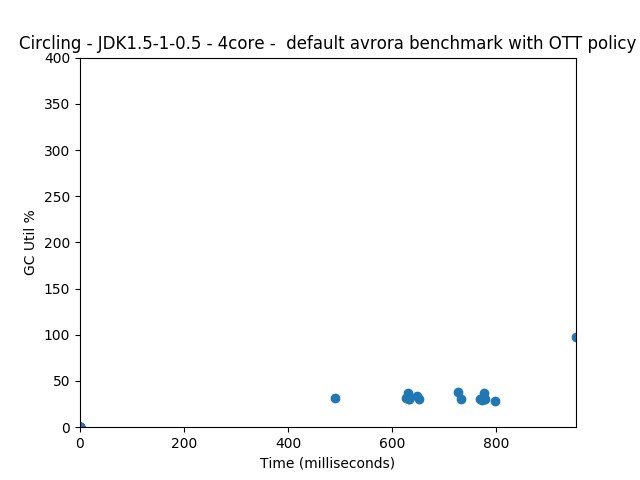 Circling - JDK1.5-1-0.5 - 4core -  default avrora benchmark with OTT policy
400
350
300
250
200
150
100
50
0
GC Util %
0 200 400 600 800
Time (milliseconds)